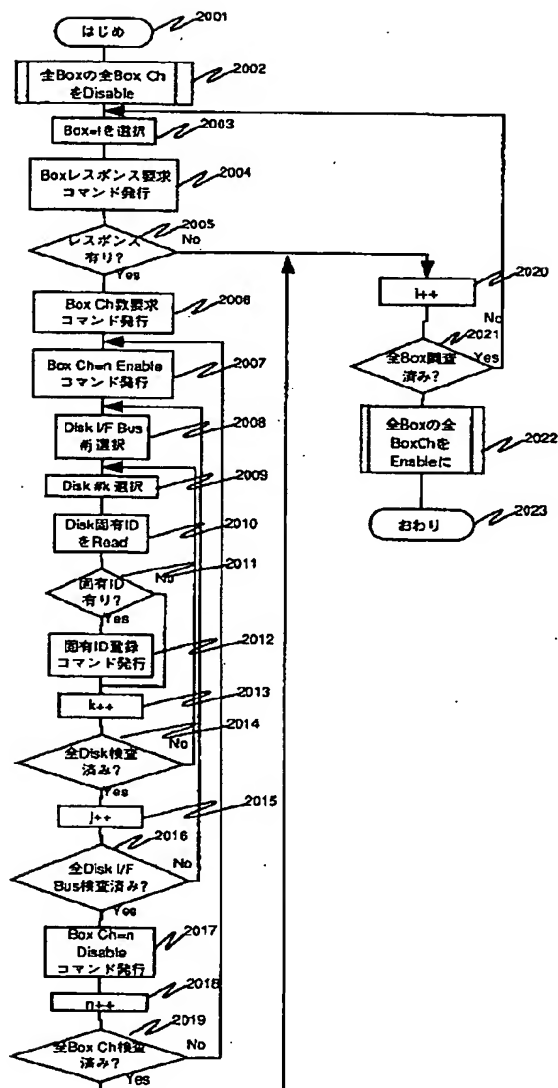 はじめ
2001
全Boxの全Box Ch
をDisable
2002
Box=iを選択
2003
Boxレスポンス要求
コマンド発行
2004
レスポンス
有り?
2005
No
Yes
Box Ch数要求
コマンド発行
2006
Box Ch=n Enable
コマンド発行
2007
Disk I/F Bus
#j選択
2008
Disk #k 選択
2009
Disk固有ID
をRead
2010
固有ID
有り?
2011
No
Yes
固有ID登録
コマンド発行
2012
k++
2013
全Disk検査
済み?
2014
No
Yes
j++
2015
全Disk I/F
Bus検査済み?
2016
No
Yes
Box Ch=n
Disable
コマンド発行
2017
n++
2018
全Box Ch検査
済み?
2019
No
Yes
i++
2020
No
全Box調査
済み?
2021
Yes
全Boxの全
BoxChを
Enableに
2022
おわり
2023